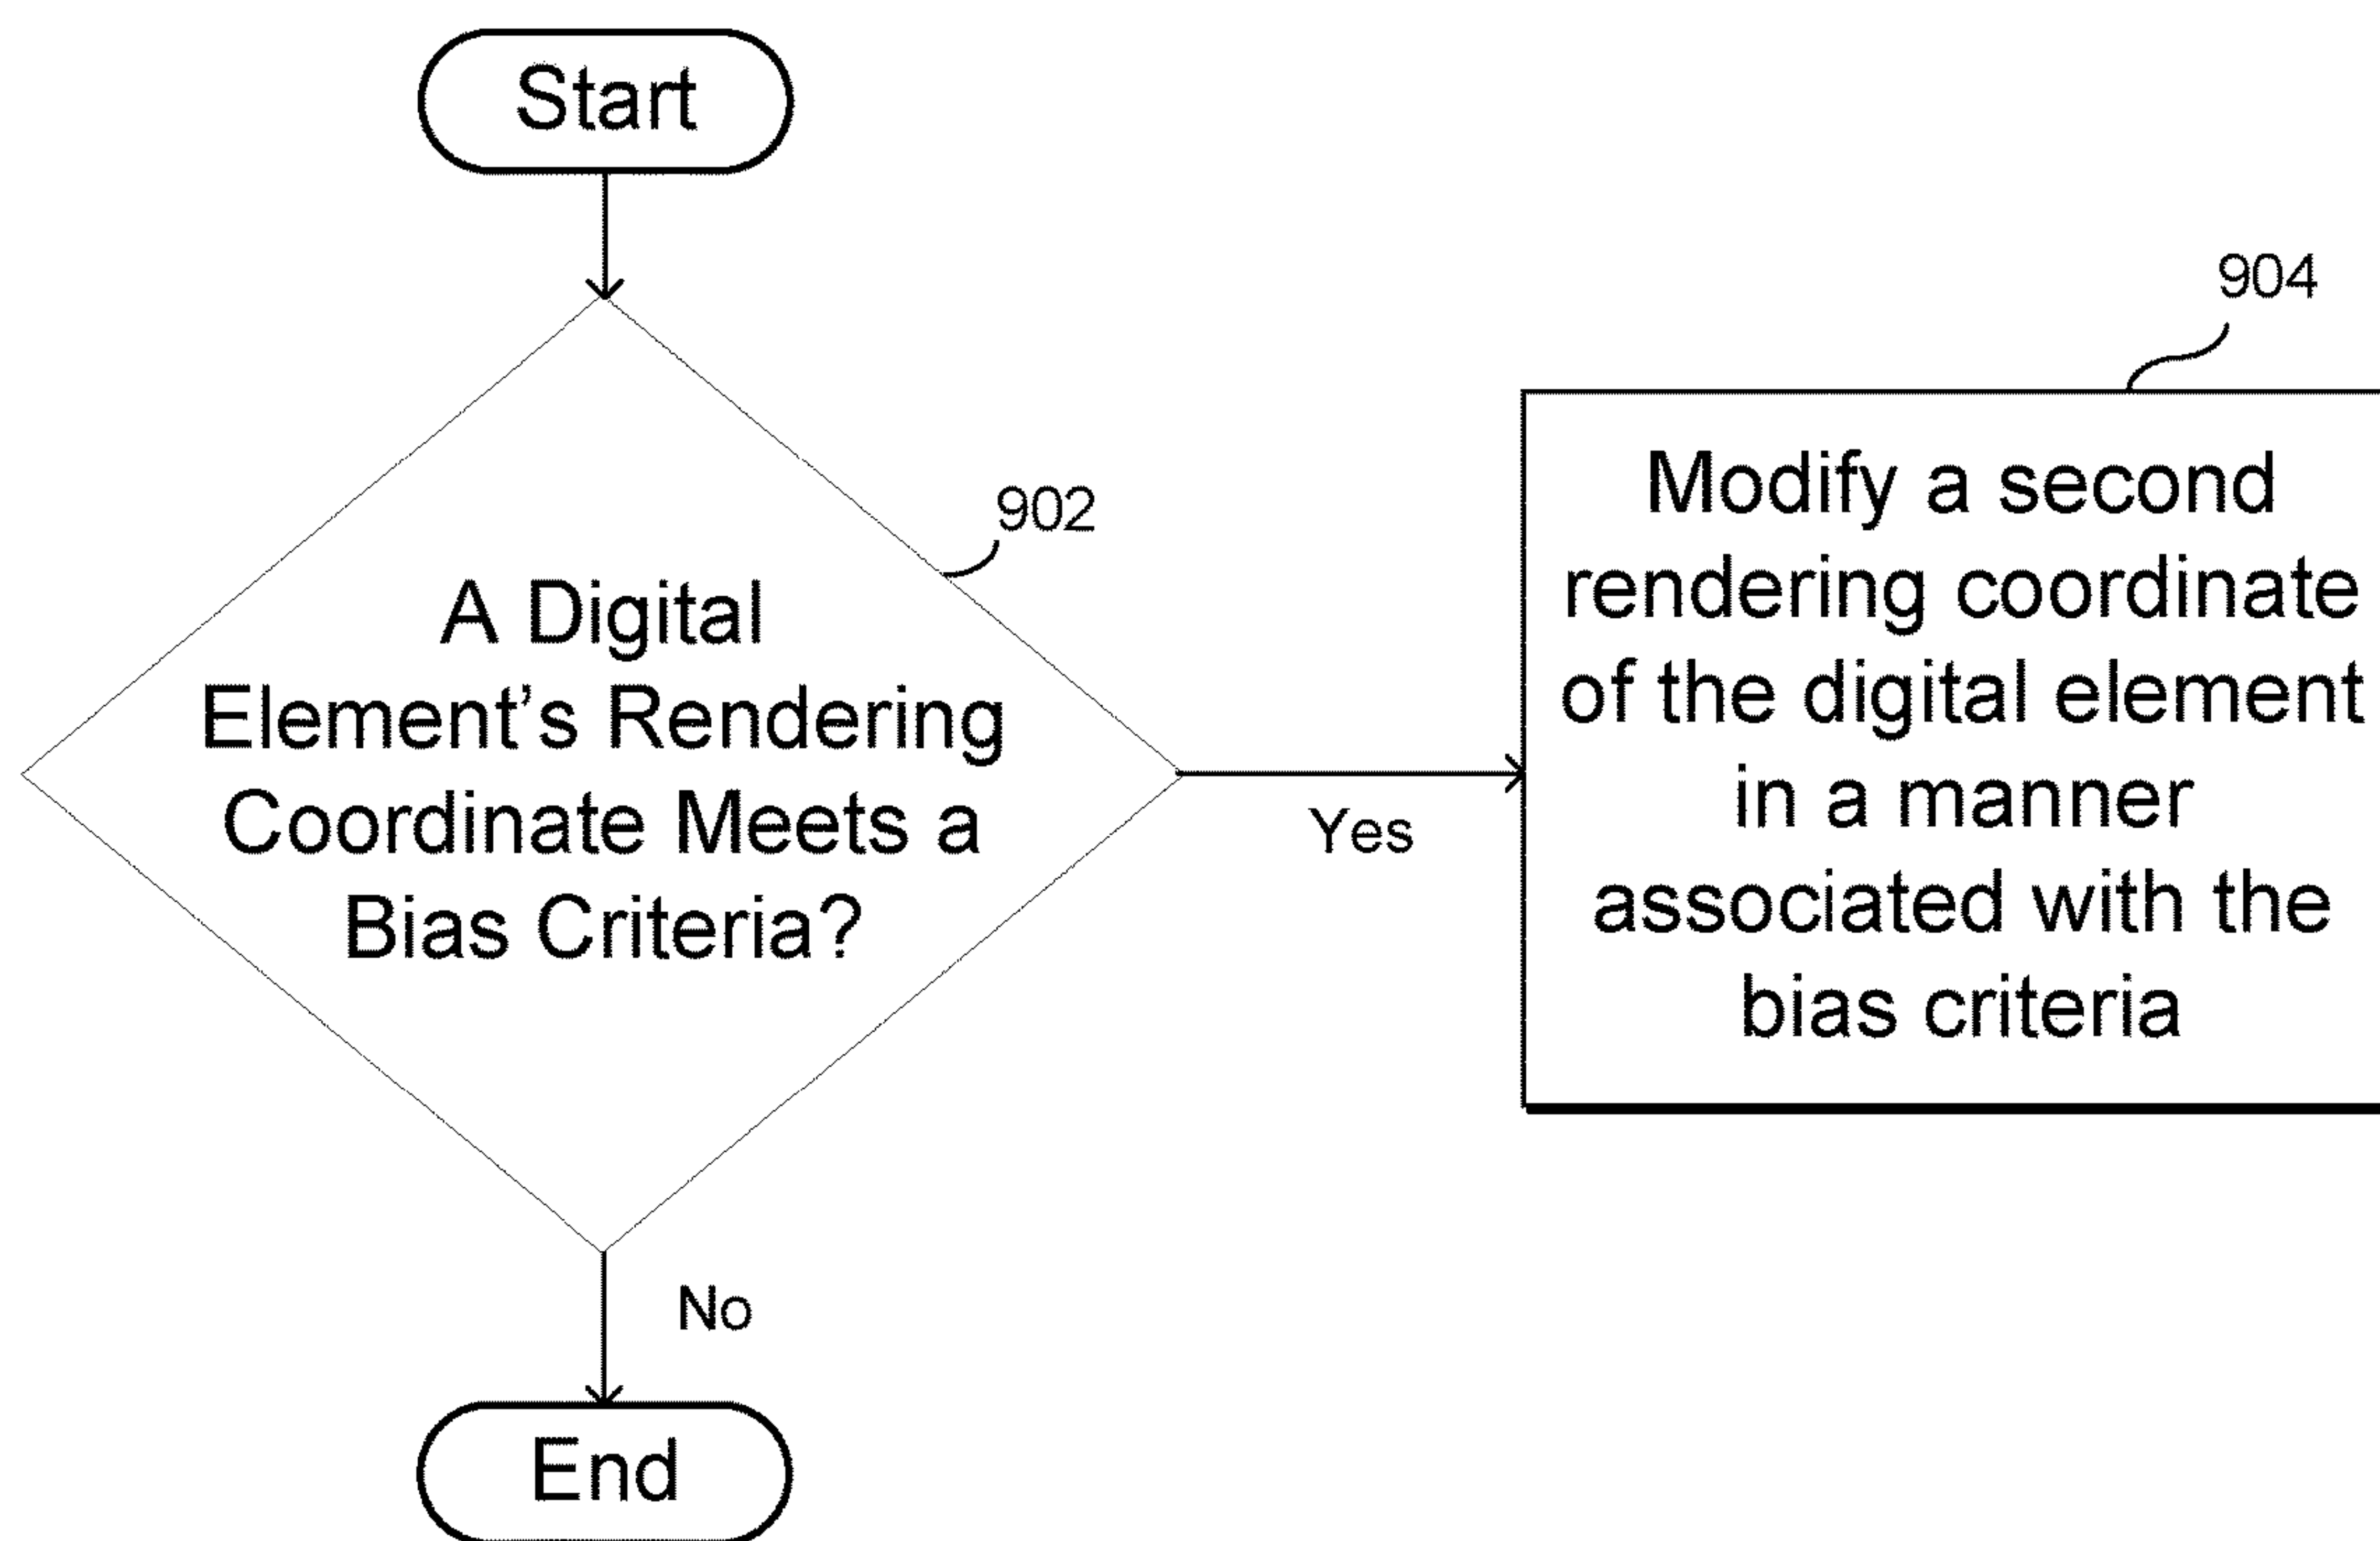 Start
902
A Digital
Element’s Rendering
Coordinate Meets a
Bias Criteria?
Yes
904
Modify a second
rendering coordinate
of the digital element
in a manner
associated with the
bias criteria
No
End